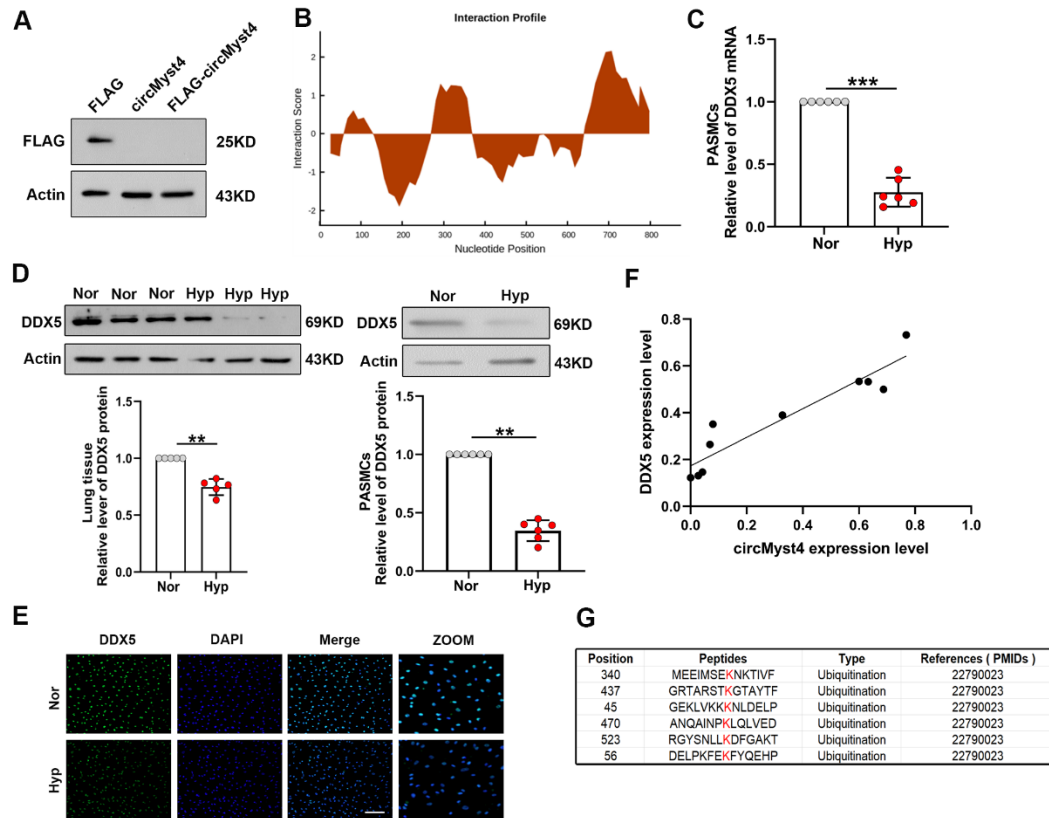 A
FLAG
circMyst4
FLAG-circMyst4
FLAG
25KD
Actin
43KD
B
Interaction Profile
Interaction Score
2
1
0
-1
-2
0
100
200
300
400
500
600
700
800
Nucleotide Position
C
PASMCs
Relative level of DDX5 mRNA
1.5
1.0
0.5
0.0
***
Nor
Hyp
D
Nor Nor Nor Hyp Hyp Hyp
DDX5
69KD
Actin
43KD
Lung tissue
Relative lever of DDX5 protein
1.5
1.0
0.5
0.0
**
Nor
Hyp
Nor
Hyp
DDX5
69KD
Actin
43KD
PASMCs
Relative level of DDX5 protein
1.5
1.0
0.5
0.0
**
Nor
Hyp
F
DDX5 expression level
0.8
0.6
0.4
0.2
0.0
0.0
0.2
0.4
0.6
0.8
1.0
circMyst4 expression level
E
DDX5
DAPI
Merge
ZOOM
Nor
Hyp
G
Position Peptides Type References ( PMIDs )
340 MEEIMSEKNKTIVF Ubiquitination 22790023
437 GRTARSTKGTAYTF Ubiquitination 22790023
45 GEKLVKKKNLDELP Ubiquitination 22790023
470 ANQAINPKLQLVED Ubiquitination 22790023
523 RGYSNLLKDFGAKT Ubiquitination 22790023
56 DELPKFEKFYQEHP Ubiquitination 22790023